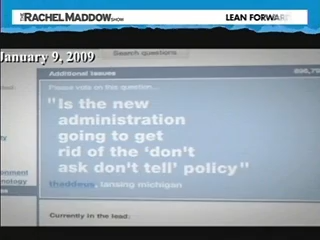 THE RACHEL MADDOW SHOW
LEAN FORWARD
January 9, 2009
Search questions
Additional Issues
Please vote on this question...
"Is the new
administration
going to get
rid of the 'don't
ask don't tell' policy"
thaddeus, lansing michigan
Currently in the lead: